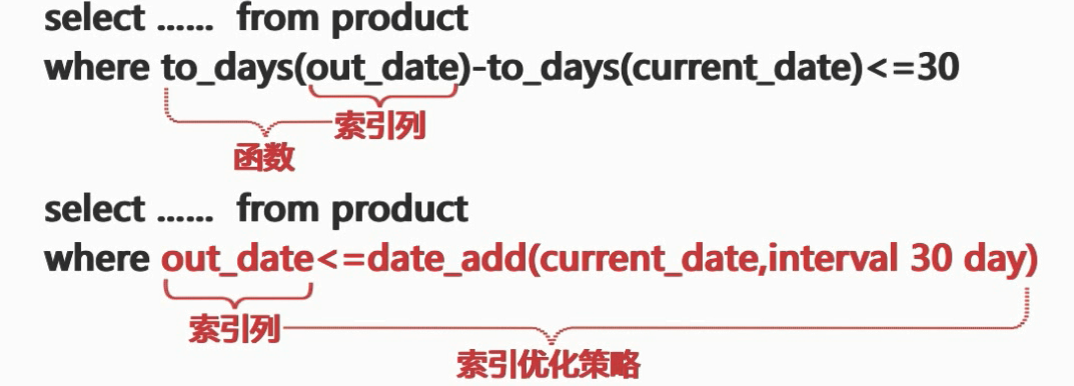 select ...... from product
where to_days(out_date)-to_days(current_date)<=30
索引列
函数
select ...... from product
where out_date<=date_add(current_date,interval 30 day)
索引列
索引优化策略